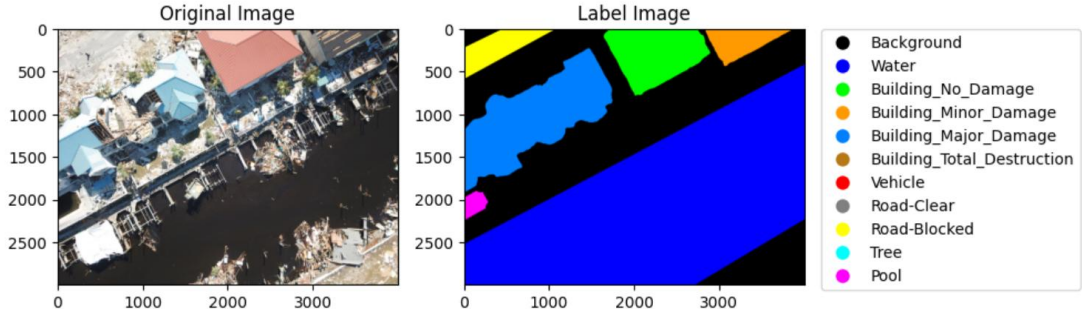 Original Image
0
500
1000
1500
2000
2500
0
1000
2000
3000
Label Image
0
500
1000
1500
2000
2500
0
1000
2000
3000
Background
Water
Building_No_Damage
Building_Minor_Damage
Building_Major_Damage
Building_Total_Destruction
Vehicle
Road-Clear
Road-Blocked
Tree
Pool